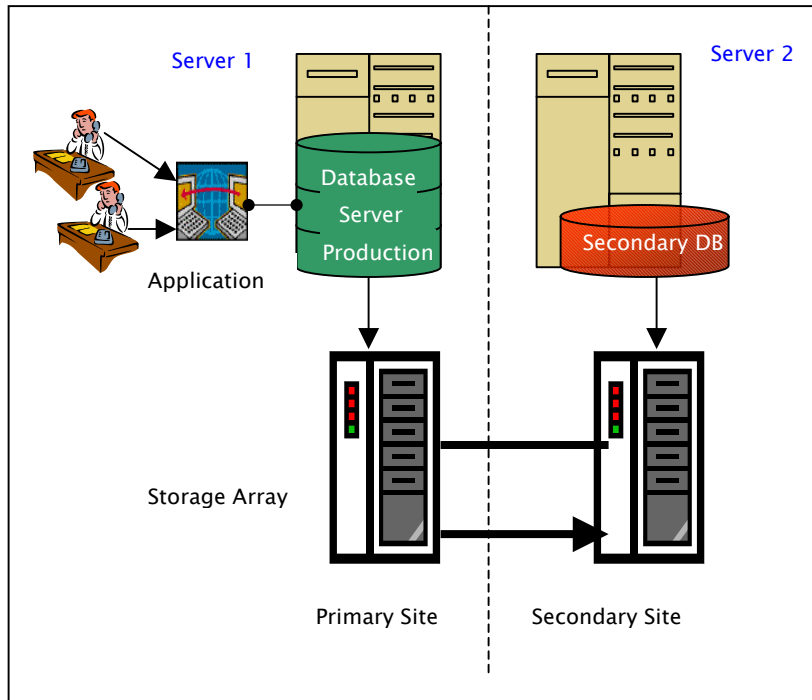 Server 1
Server 2
Database
Server
Production
Secondary DB
Application
Storage Array
Primary Site
Secondary Site